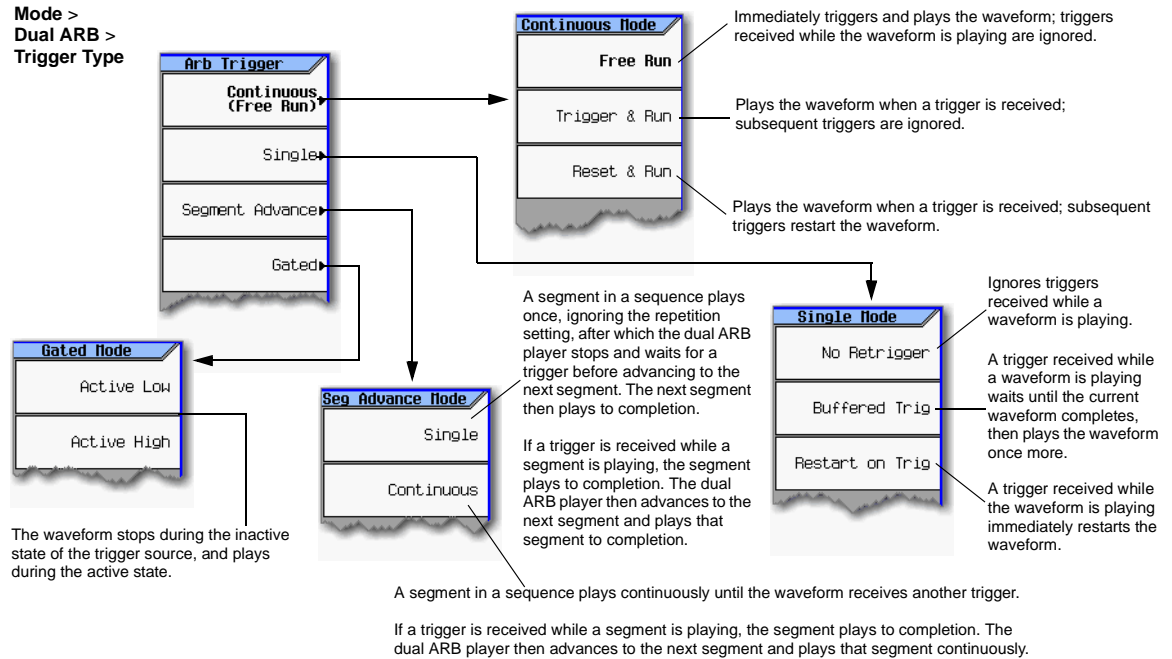 Mode >
Dual ARB >
Trigger Type
Arb Trigger
Continuous
(Free Run)
Single
Segment Advance
Gated
Continuous Mode
Free Run
Trigger & Run
Reset & Run
Immediately triggers and plays the waveform; triggers
received while the waveform is playing are ignored.
Plays the waveform when a trigger is received;
subsequent triggers are ignored.
Plays the waveform when a trigger is received; subsequent
triggers restart the waveform.
Gated Mode
Active Low
Active High
The waveform stops during the inactive
state of the trigger source, and plays
during the active state.
Seg Advance Mode
Single
Continuous
A segment in a sequence plays
once, ignoring the repetition
setting, after which the dual ARB
player stops and waits for a
trigger before advancing to the
next segment. The next segment
then plays to completion.
If a trigger is received while a
segment is playing, the segment
plays to completion. The dual
ARB player then advances to the
next segment and plays that
segment to completion.
Single Mode
No Retrigger
Buffered Trig
Restart on Trig
Ignores triggers
received while a
waveform is playing.
A trigger received while
a waveform is playing
waits until the current
waveform completes,
then plays the waveform
once more.
A trigger received while
the waveform is playing
immediately restarts the
waveform.
A segment in a sequence plays continuously until the waveform receives another trigger.
If a trigger is received while a segment is playing, the segment plays to completion. The
dual ARB player then advances to the next segment and plays that segment continuously.